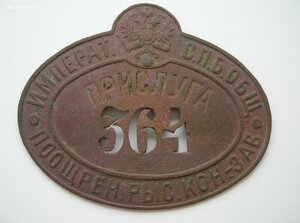 ИМПЕРАТ. С.П.Б. ОБЩ.
ПРИСЛУГА
364
ПООЩРЕН. РЫС. КОН.-ЗАВ.